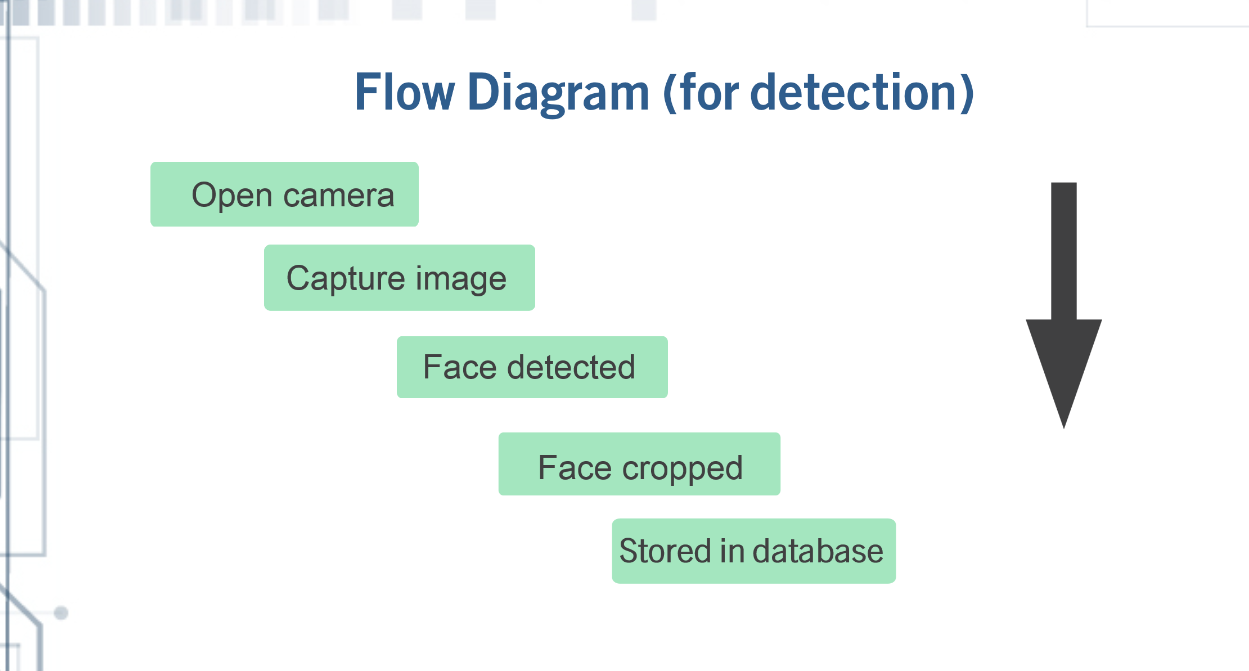 Flow Diagram (for detection)
Open camera
Capture image
Face detected
Face cropped
Stored in database